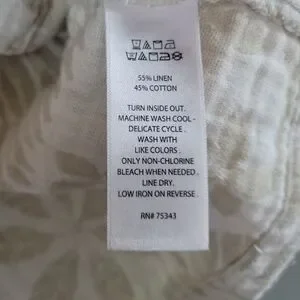 55% LINEN
45% COTTON
TURN INSIDE OUT.
MACHINE WASH COOL -
DELICATE CYCLE .
WASH WITH
LIKE COLORS .
ONLY NON-CHLORINE
BLEACH WHEN NEEDED .
LINE DRY.
LOW IRON ON REVERSE .
RN# 75343